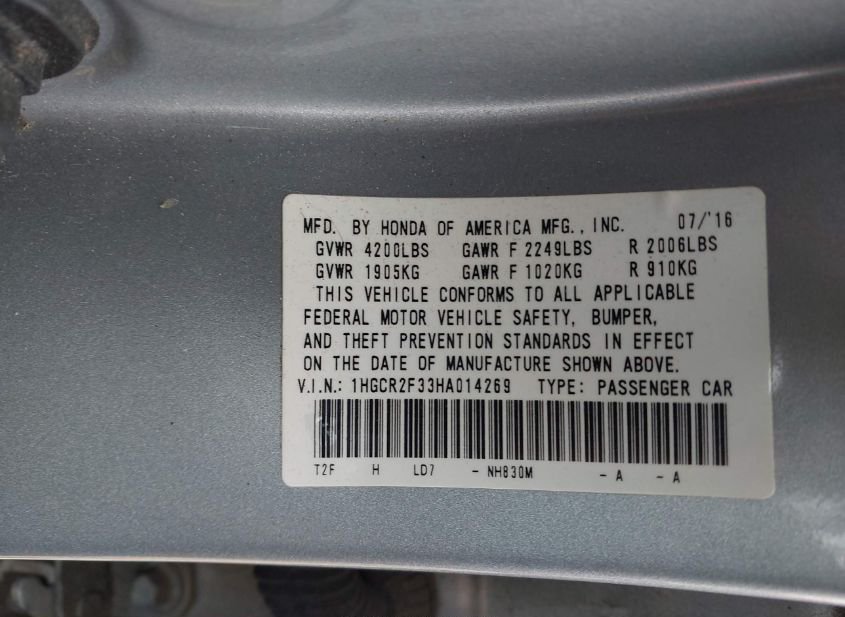 MFD. BY HONDA OF AMERICA MFG., INC. 07/'16
GVWR 4200LBS GAWR F 2249LBS R 2006LBS
GVWR 1905KG GAWR F 1020KG R 910KG
THIS VEHICLE CONFORMS TO ALL APPLICABLE
FEDERAL MOTOR VEHICLE SAFETY, BUMPER,
AND THEFT PREVENTION STANDARDS IN EFFECT
ON THE DATE OF MANUFACTURE SHOWN ABOVE.
V.I.N.: 1HGCR2F33HA014269 TYPE: PASSENGER CAR
T2F H LD7 - NH830M - A - A